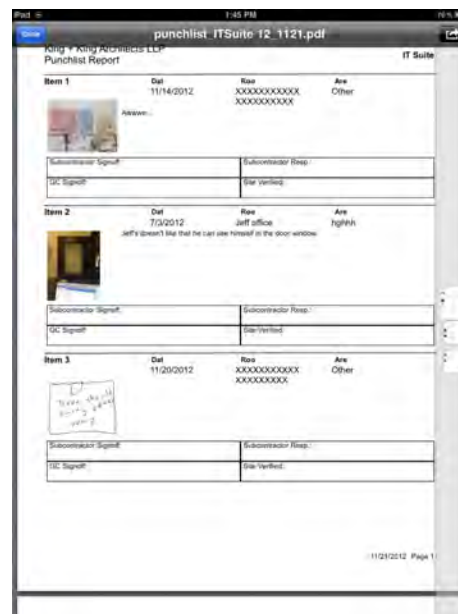 iPad
1:45 PM
Done
punchlist_ITSuite 12_1121.pdf
King + King Architects LLP
Punchlist Report
IT Suite
Item 1
Dat
Roo
Are
11/14/2012
XXXXXXXXXXX
Other
XXXXXXXXXX
Awwww...
Subcontractor Signoff:
Subcontractor Resp.:
GC Signoff:
Site Verified:
Item 2
Dat
Roo
Are
7/3/2012
Jeff office
hghhh
Jeff's doesn't like that he can see himself in the door window
Subcontractor Signoff:
Subcontractor Resp.:
GC Signoff:
Site Verified:
Item 3
Dat
Roo
Are
11/20/2012
XXXXXXXXXXX
Other
XXXXXXXXX
Subcontractor Signoff:
Subcontractor Resp.:
GC Signoff:
Site Verified:
11/21/2012 Page 1